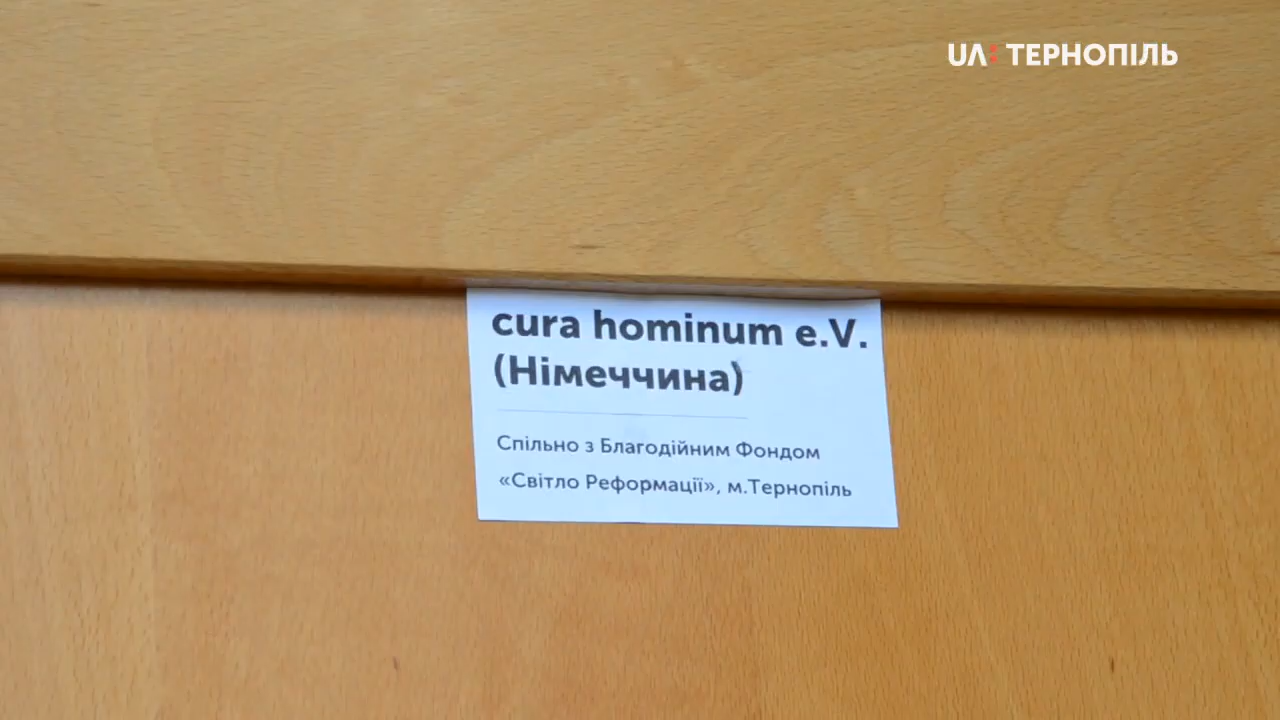 UA: ТЕРНОПІЛЬ
cura hominum e.V.
(Німеччина)
Спільно з Благодійним Фондом
«Світло Реформації», м.Тернопіль